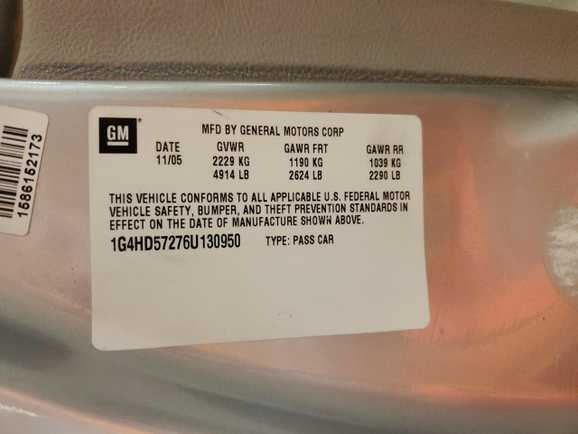 GM
MFD BY GENERAL MOTORS CORP
DATE GVWR GAWR FRT GAWR RR
11/05 2229 KG 1190 KG 1039 KG
4914 LB 2624 LB 2290 LB
THIS VEHICLE CONFORMS TO ALL APPLICABLE U.S. FEDERAL MOTOR
VEHICLE SAFETY, BUMPER, AND THEFT PREVENTION STANDARDS IN
EFFECT ON THE DATE OF MANUFACTURE SHOWN ABOVE.
1G4HD57276U130950 TYPE: PASS CAR
1586152173